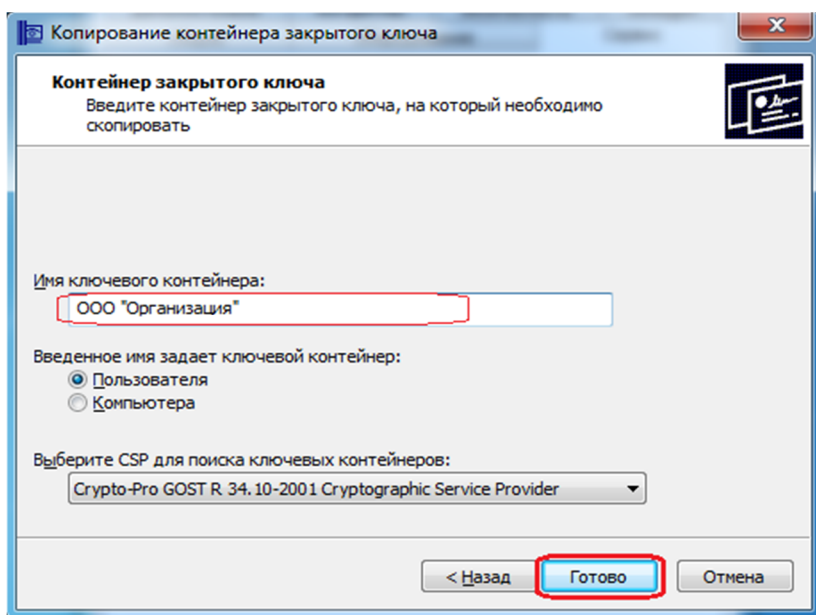 Копирование контейнера закрытого ключа
Контейнер закрытого ключа
Введите контейнер закрытого ключа, на который необходимо
скопировать
Имя ключевого контейнера:
ООО "Организация"
Введенное имя задает ключевой контейнер:
Пользователя
Компьютера
Выберите CSP для поиска ключевых контейнеров:
Crypto-Pro GOST R 34.10-2001 Cryptographic Service Provider
< Назад Готово Отмена